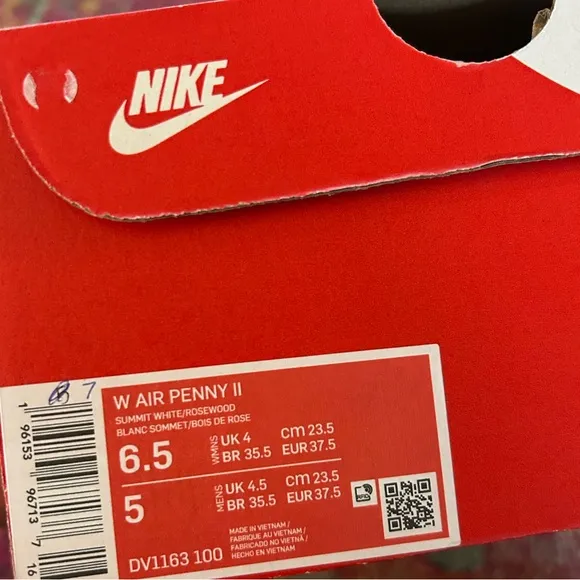 NIKE
B 7
1 96153 96713 7 16
W AIR PENNY II
SUMMIT WHITE/ROSEWOOD
BLANC SOMMET/BOIS DE ROSE
6.5 WMNS UK 4 CM 23.5
BR 35.5 EUR 37.5
5 MENS UK 4.5 CM 23.5
BR 35.5 EUR 37.5
MADE IN VIETNAM /
FABRIQUE AU VIETNAM /
FABRICADO NO VIETNÃ /
HECHO EN VIETNAM
DV1163 100